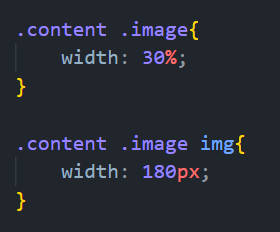 .content .image{
    width: 30%;
}

.content .image img{
    width: 180px;
}